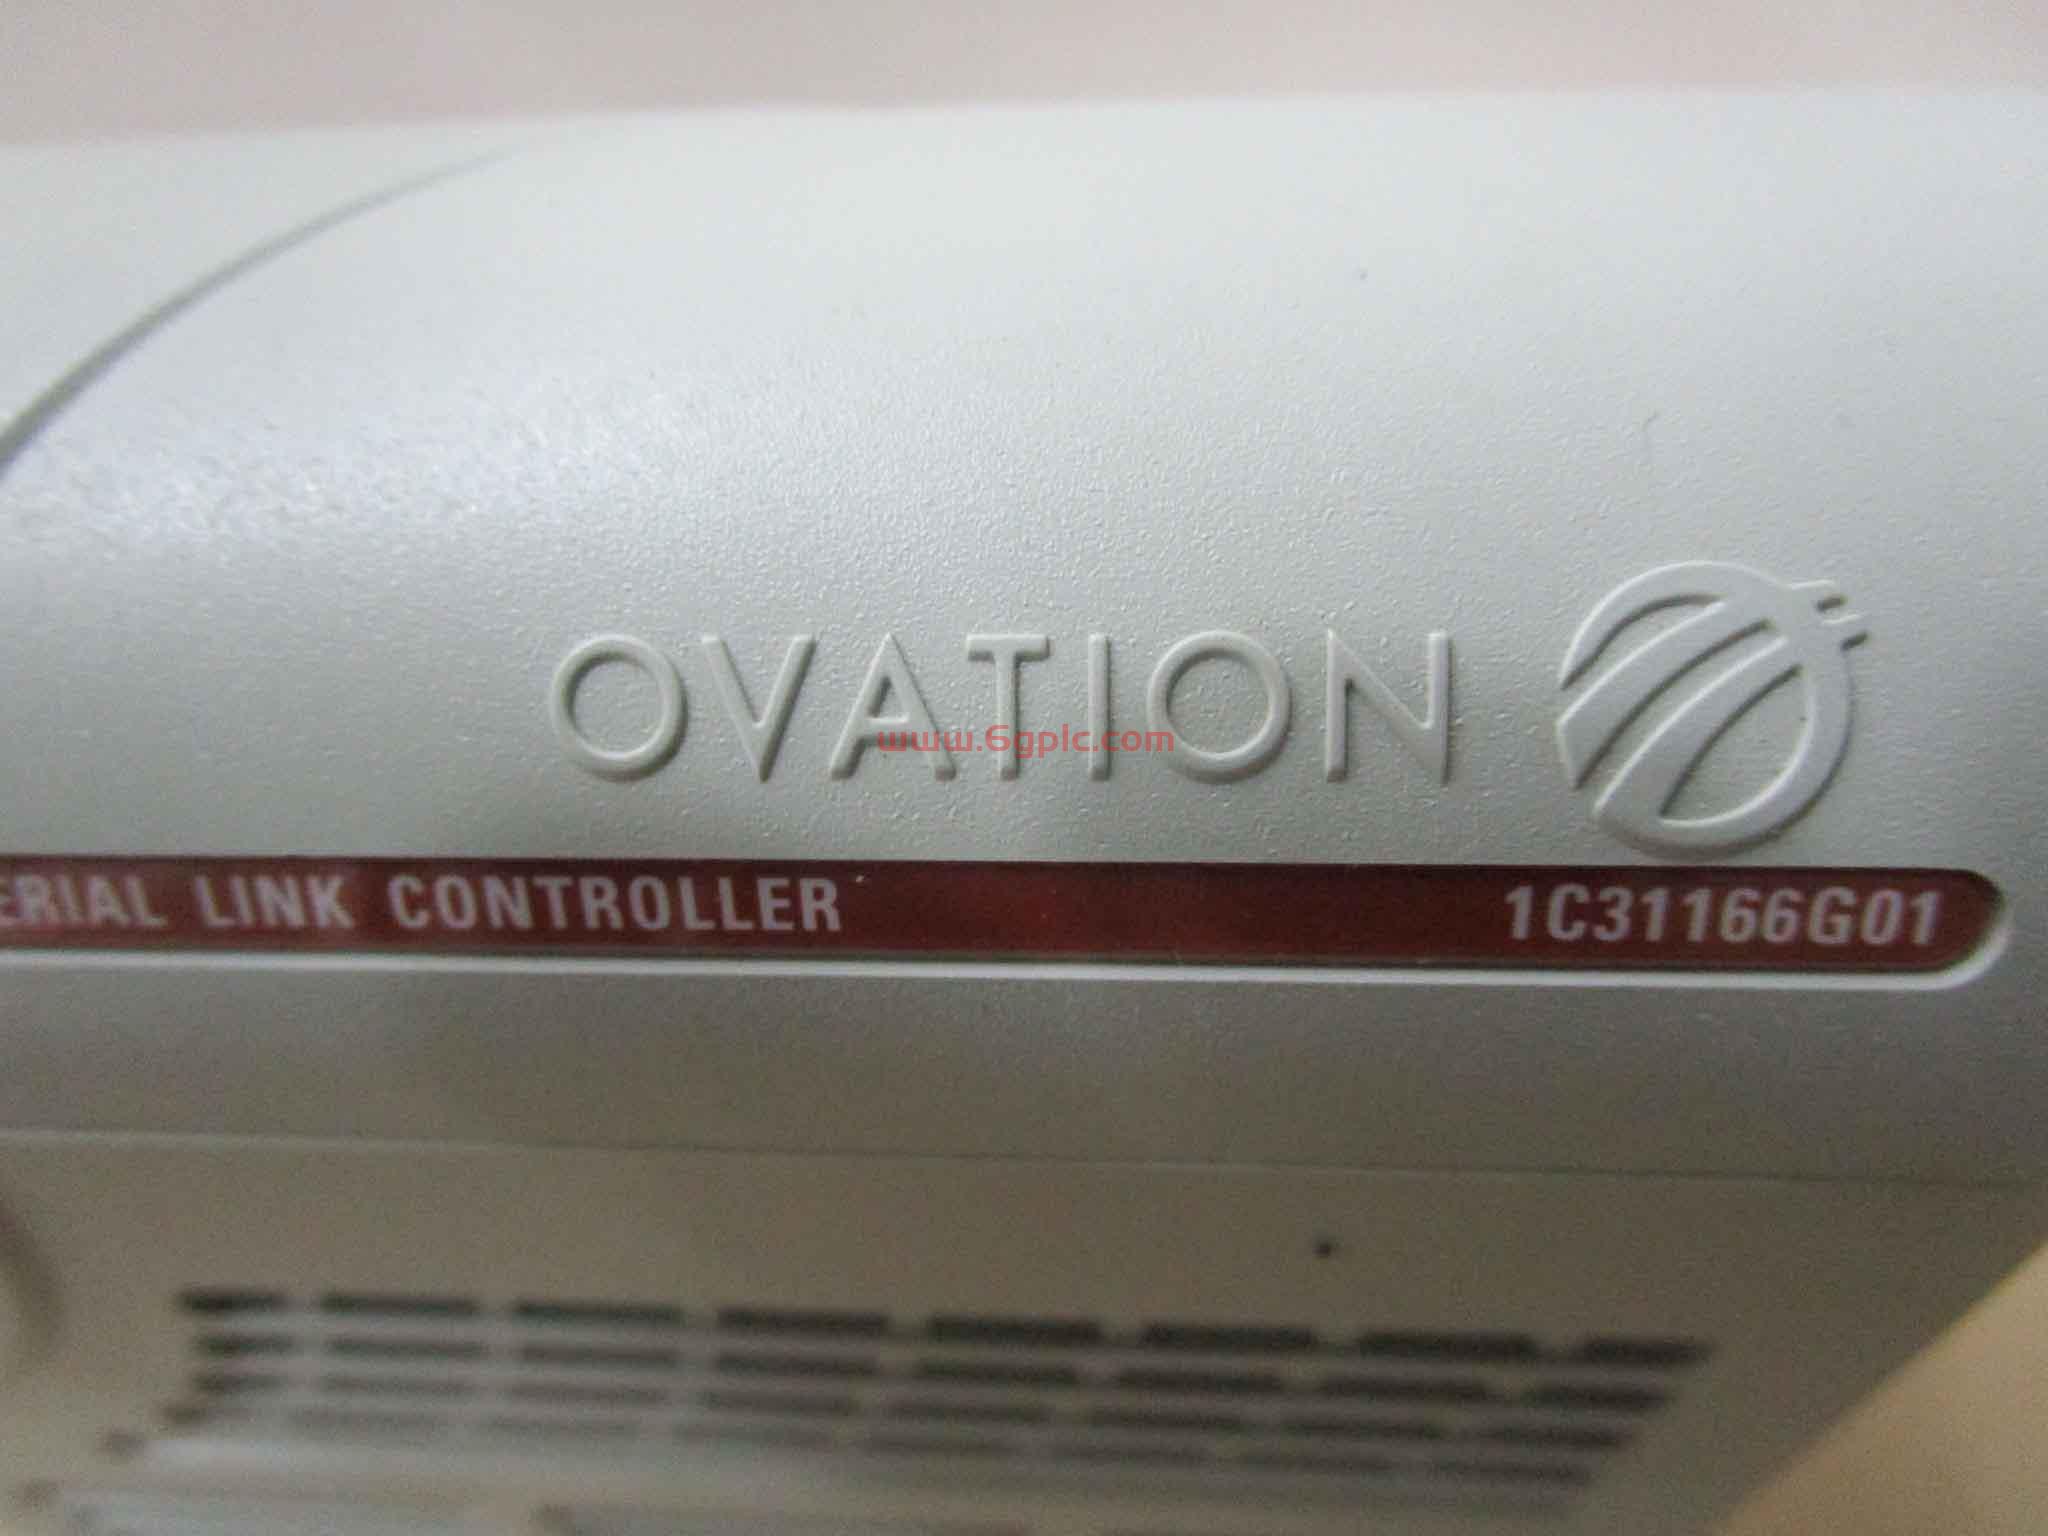 OVATION
www.6gplc.com
ERIAL LINK CONTROLLER 1C31166G01